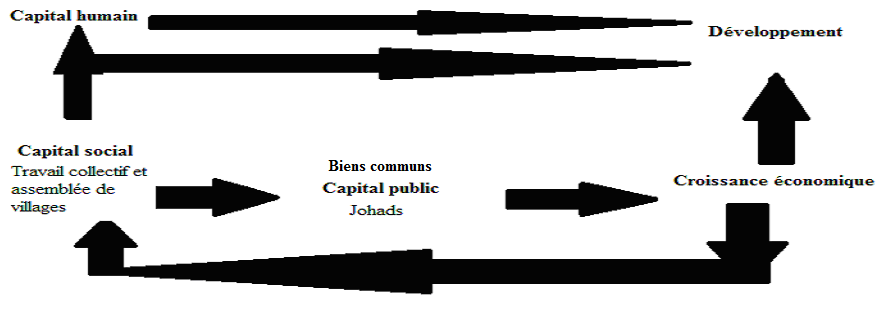 Capital humain
Développement
Capital social
Travail collectif et
assemblée de
villages
Biens communs
Capital public
Johads
Croissance économique